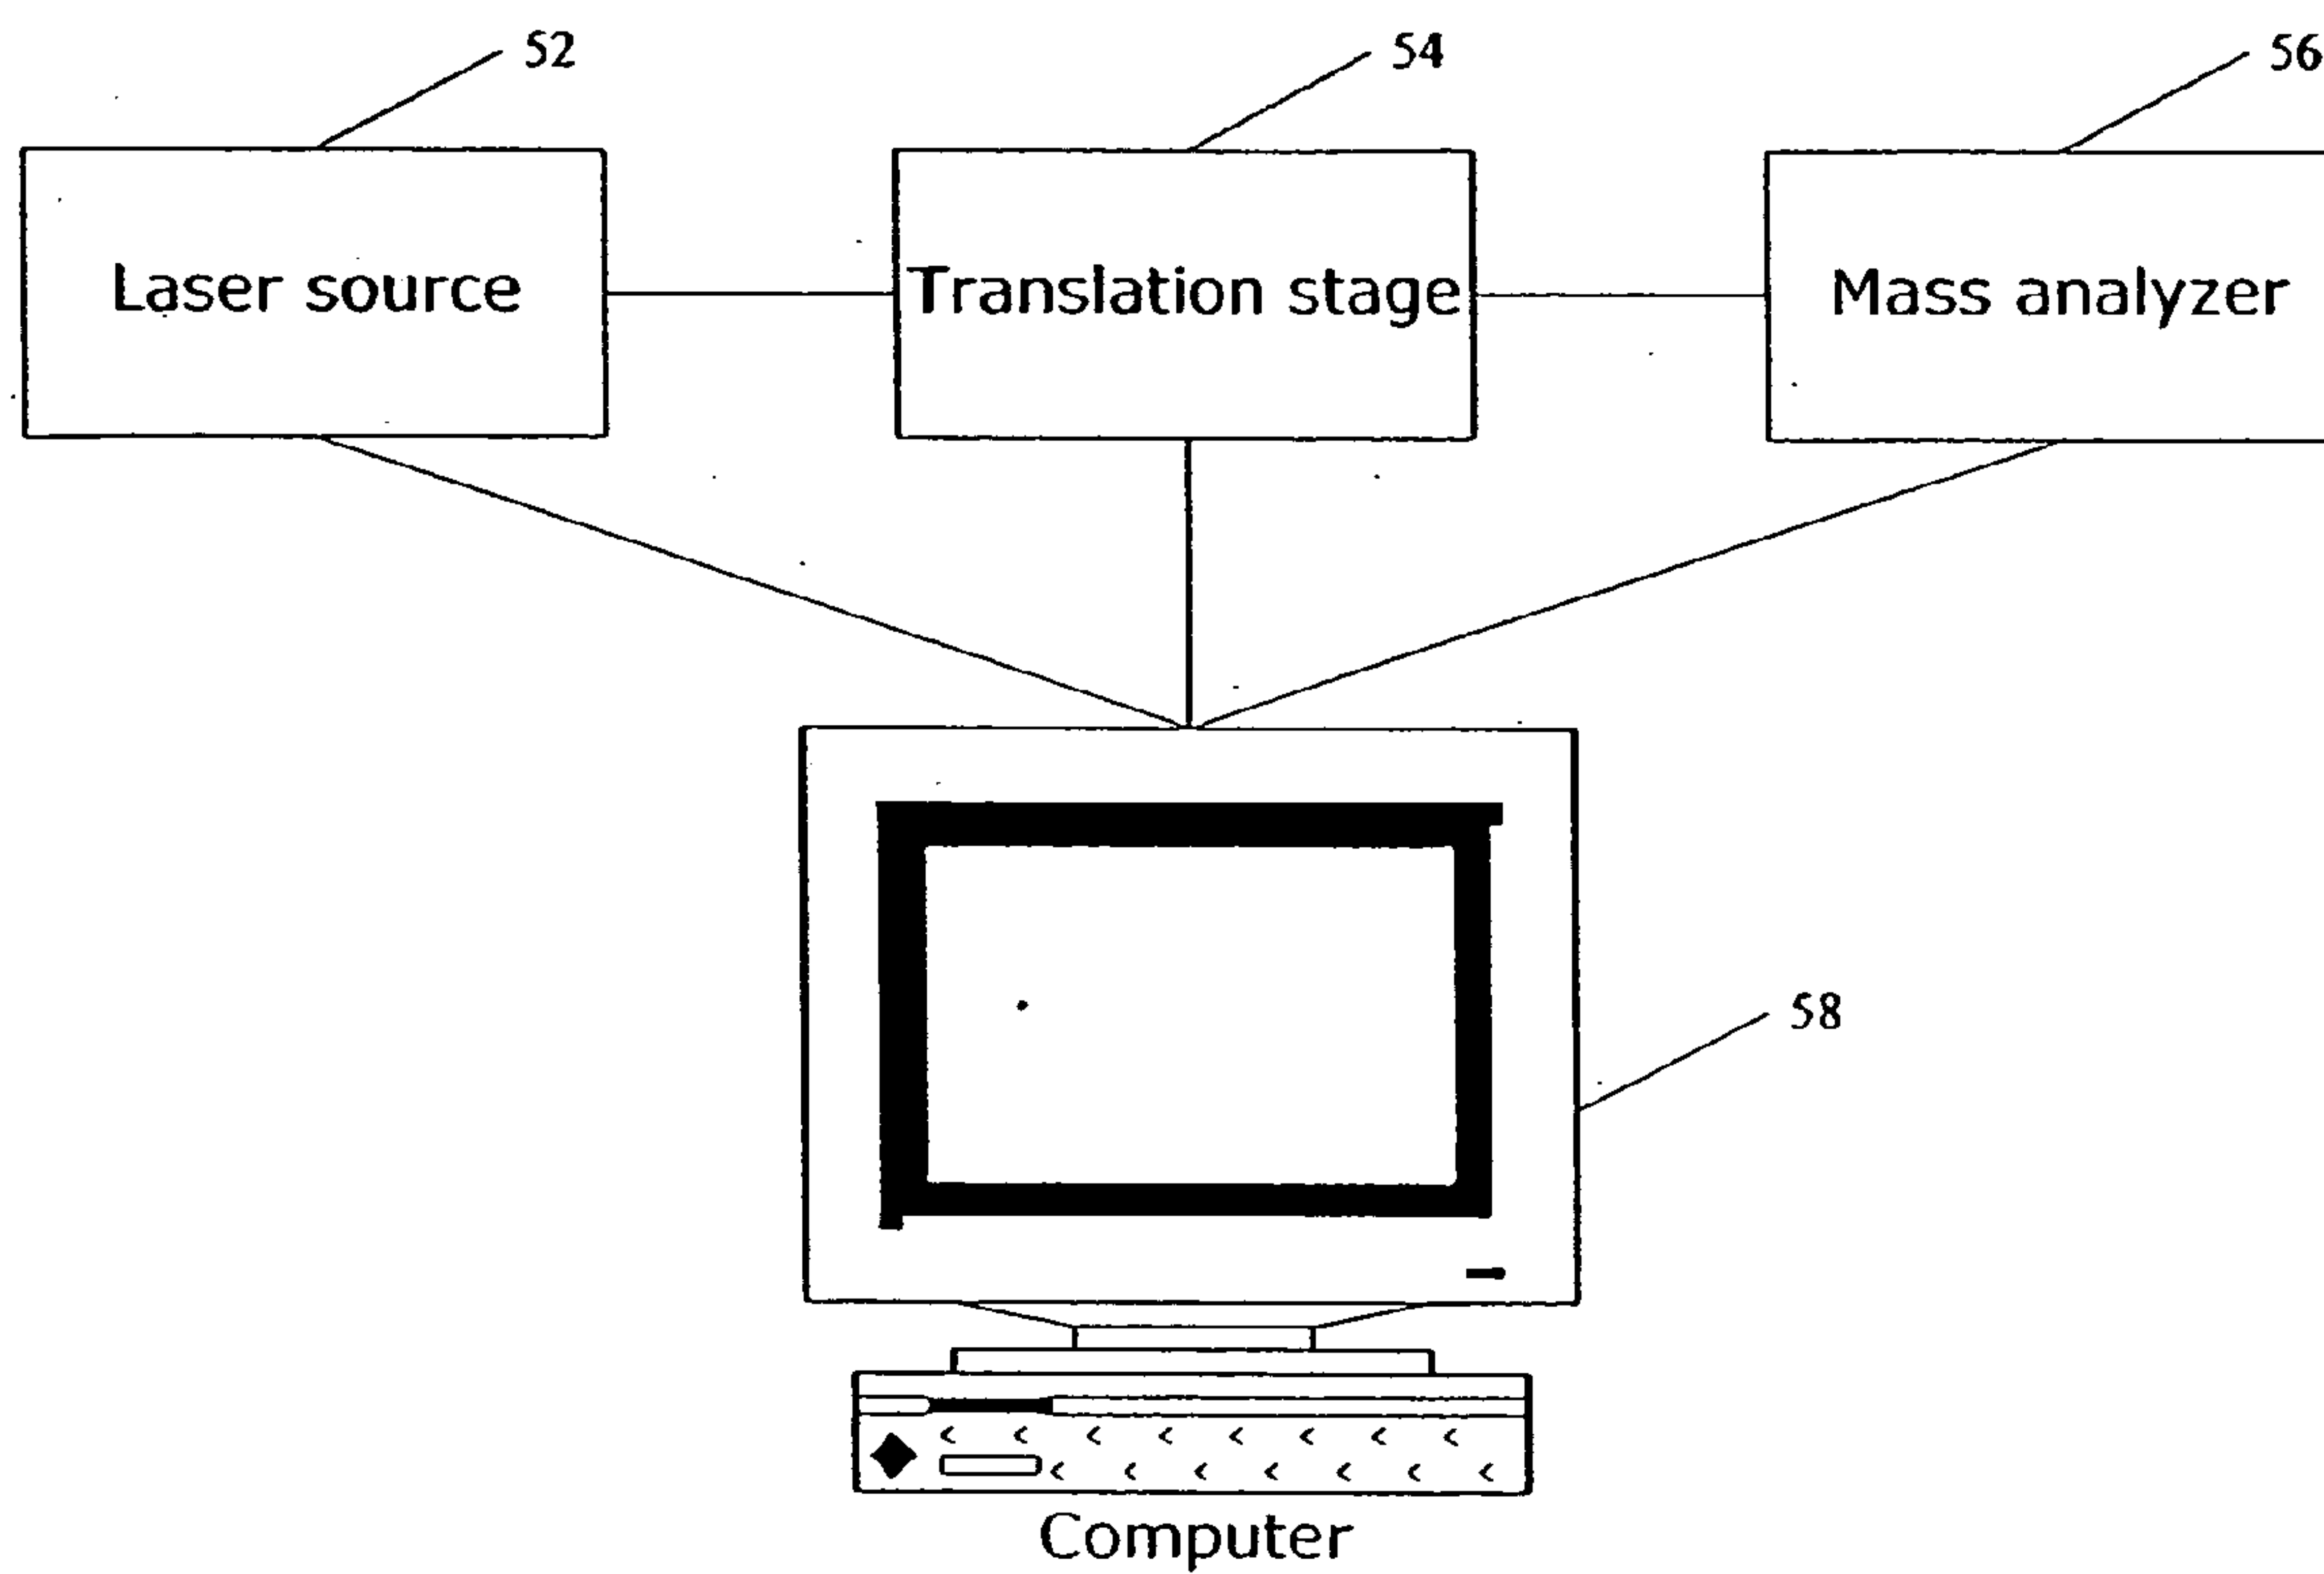 52
54
56
Laser source
Translation stage
Mass analyzer
58
Computer